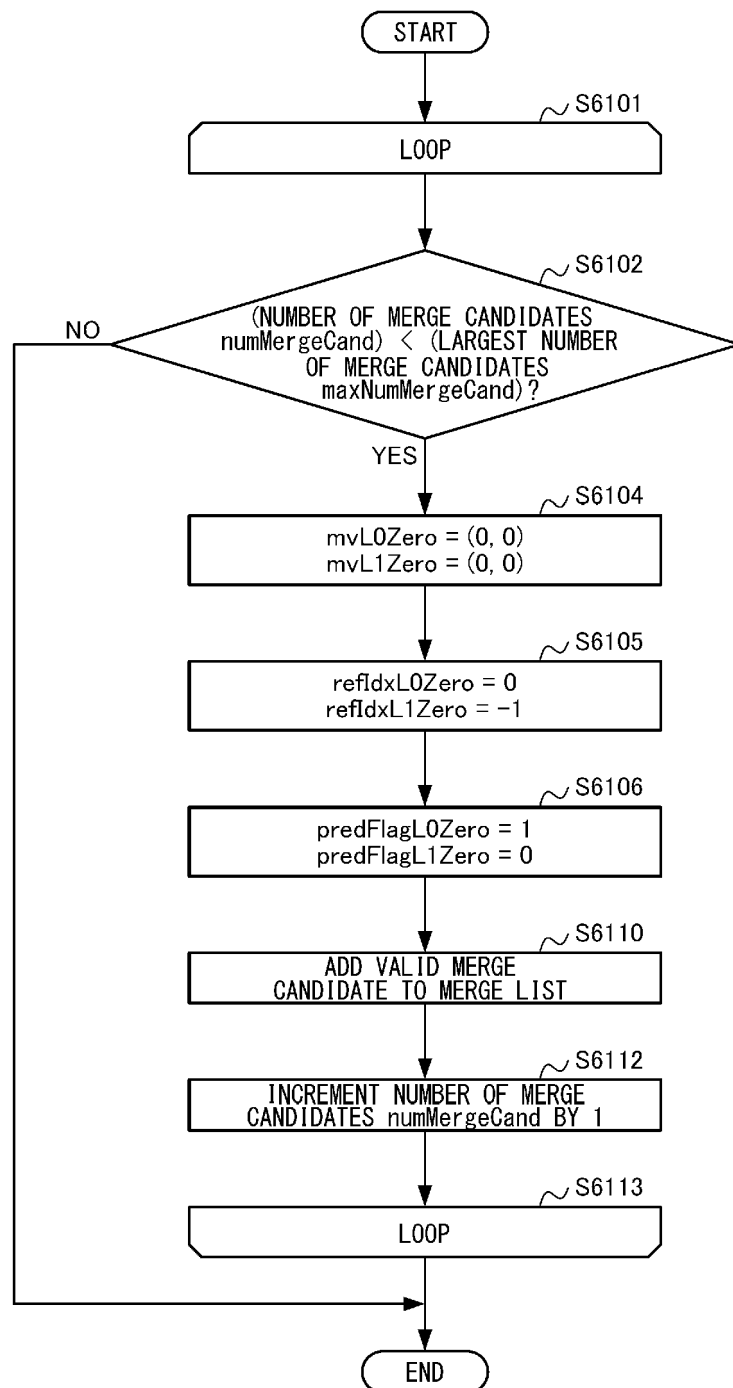 START
S6101
LOOP
S6102
(NUMBER OF MERGE CANDIDATES
numMergeCand) < (LARGEST NUMBER
OF MERGE CANDIDATES
maxNumMergeCand)?
NO
YES
S6104
mvL0Zero = (0, 0)
mvL1Zero = (0, 0)
S6105
refIdxL0Zero = 0
refIdxL1Zero = -1
S6106
predFlagL0Zero = 1
predFlagL1Zero = 0
S6110
ADD VALID MERGE
CANDIDATE TO MERGE LIST
S6112
INCREMENT NUMBER OF MERGE
CANDIDATES numMergeCand BY 1
S6113
LOOP
END